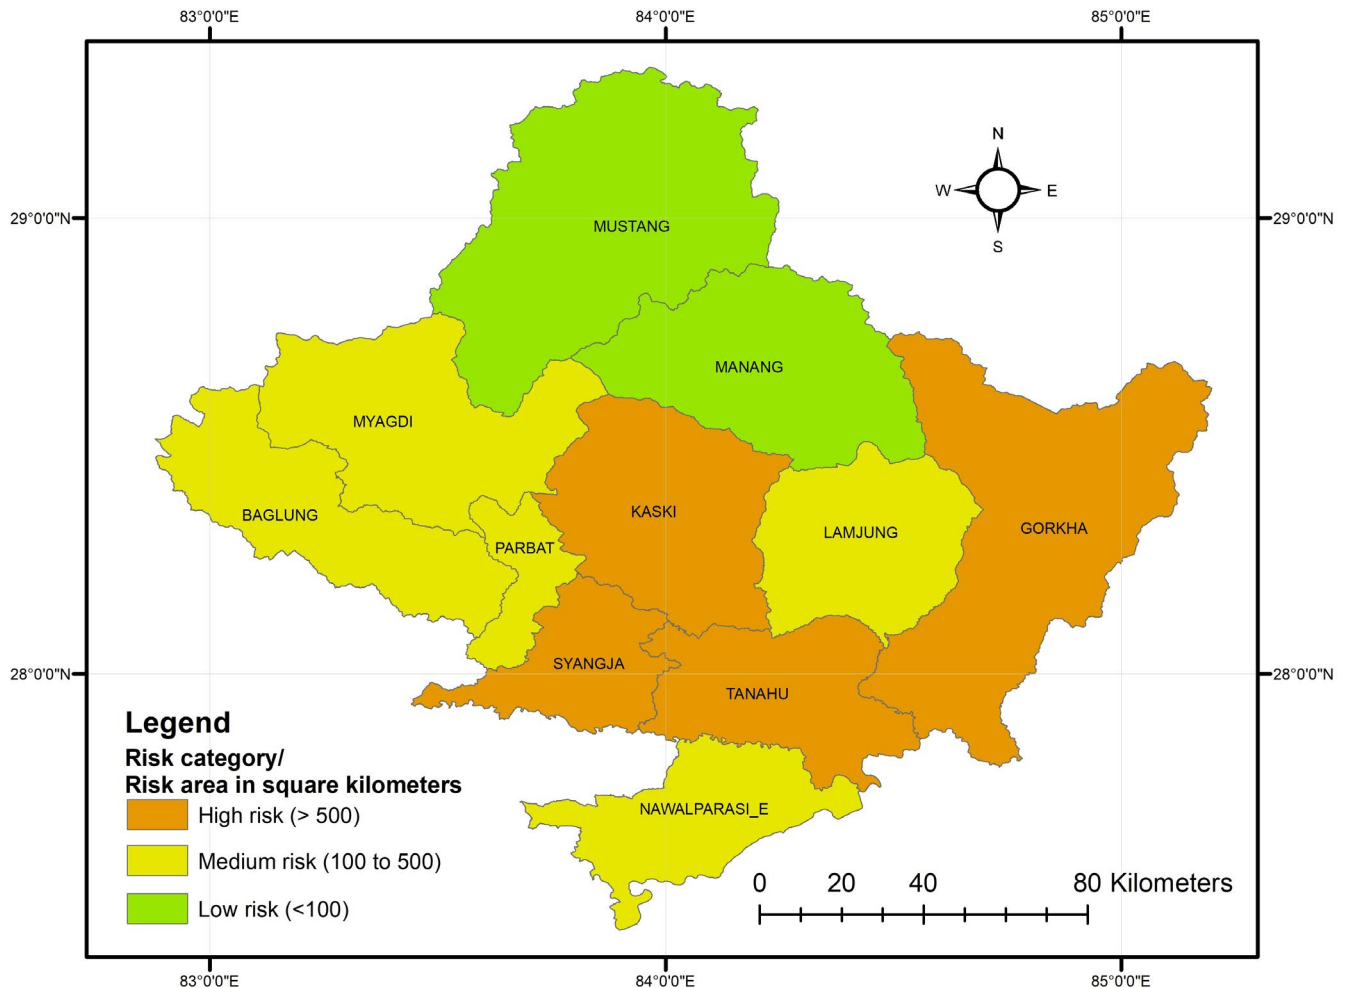 83°0'0"E 84°0'0"E 85°0'0"E
N
W E
S
29°0'0"N 29°0'0"N
MUSTANG
MANANG
MYAGDI
BAGLUNG
KASKI
LAMJUNG
GORKHA
PARBAT
SYANGJA
28°0'0"N 28°0'0"N
TANAHU
NAWALPARASI_E
Legend
Risk category/
Risk area in square kilometers
High risk (> 500)
Medium risk (100 to 500)
Low risk (<100)
0 20 40 80 Kilometers
83°0'0"E 84°0'0"E 85°0'0"E